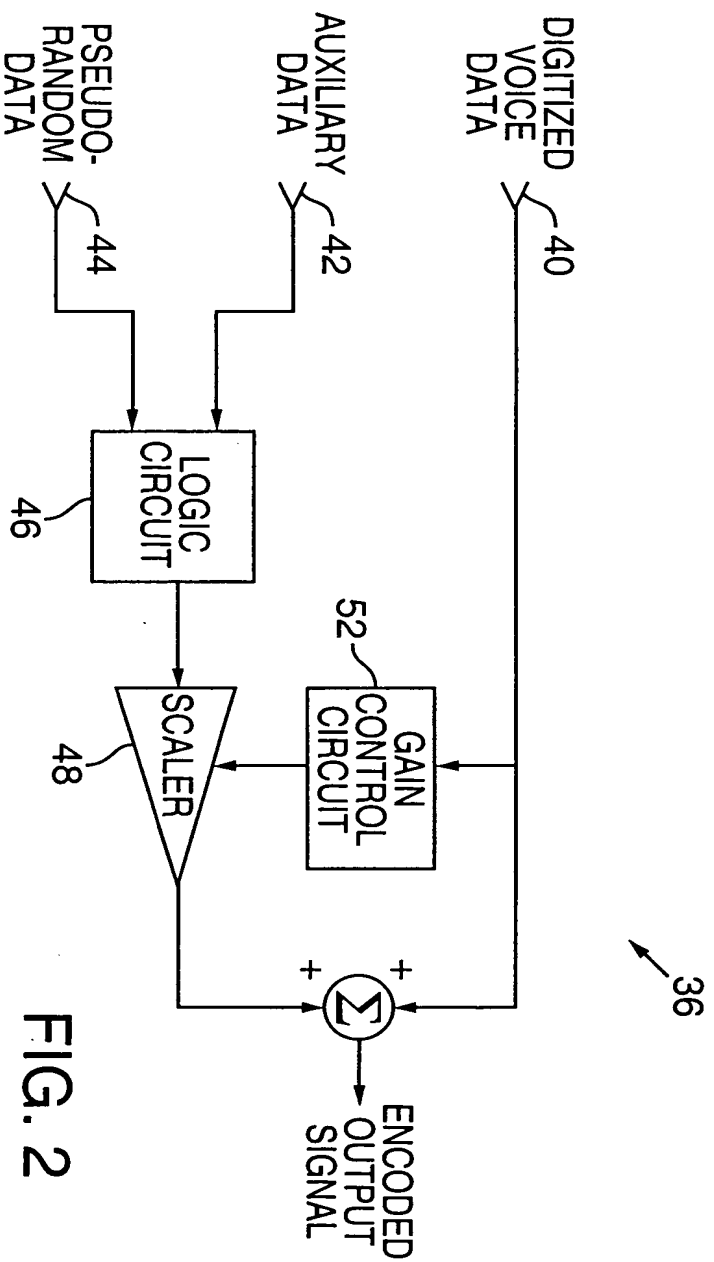 36
DIGITIZED
VOICE
DATA
40
AUXILIARY
DATA
42
PSEUDO-
RANDOM
DATA
44
LOGIC
CIRCUIT
46
GAIN
CONTROL
CIRCUIT
52
SCALER
48
+
Σ
+
ENCODED
OUTPUT
SIGNAL
FIG. 2